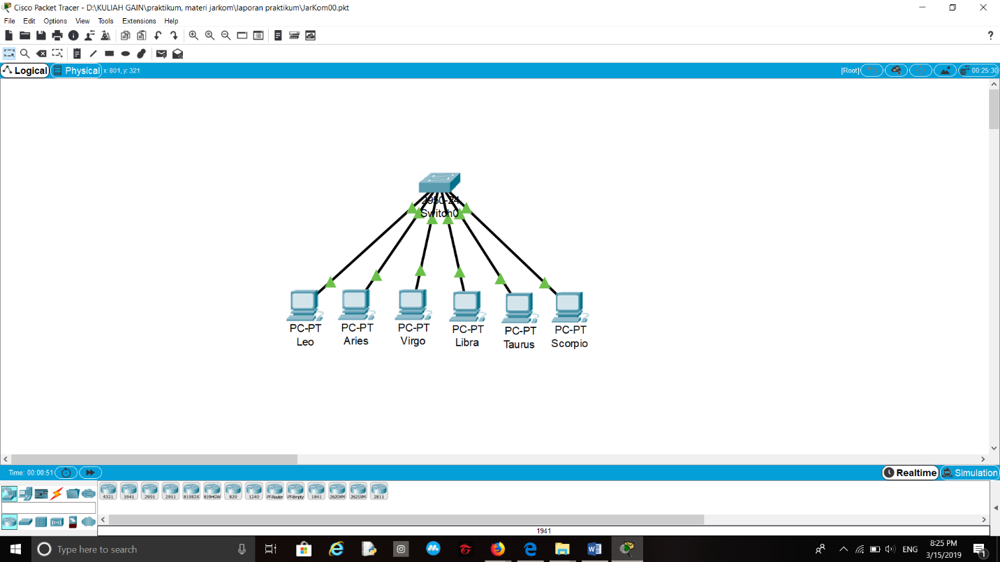 Cisco Packet Tracer - D:\KULIAH GAIN\praktikum, materi jarkom\laporan praktikum\JarKom00.pkt
File Edit Options View Tools Extensions Help
?
Logical Physical x: 801, y: 321 [Root] 00:25:30
2950-24
Switch0
PC-PT PC-PT PC-PT PC-PT PC-PT PC-PT
Leo Aries Virgo Libra Taurus Scorpio
Time: 00:00:51 Realtime Simulation
4321 1941 2901 2911 819IOX 819HGW 829 1240 PT-Router PT-Empty 1841 2620XM 2621XM 2811
1941
Type here to search
ENG
8:25 PM
3/15/2019
1